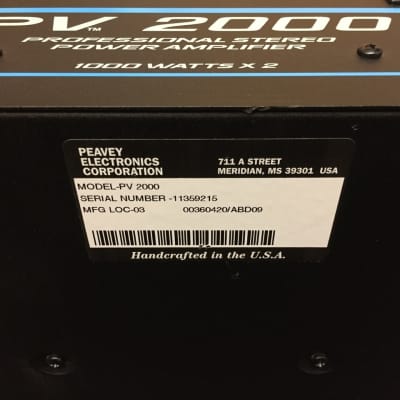 PV™ 2000
PROFESSIONAL STEREO
POWER AMPLIFIER
1000 WATTS X 2
PEAVEY
ELECTRONICS
CORPORATION
711 A STREET
MERIDIAN, MS 39301 USA
MODEL-PV 2000
SERIAL NUMBER -11359215
MFG LOC-03 00360420/ABD09
Handcrafted in the U.S.A.